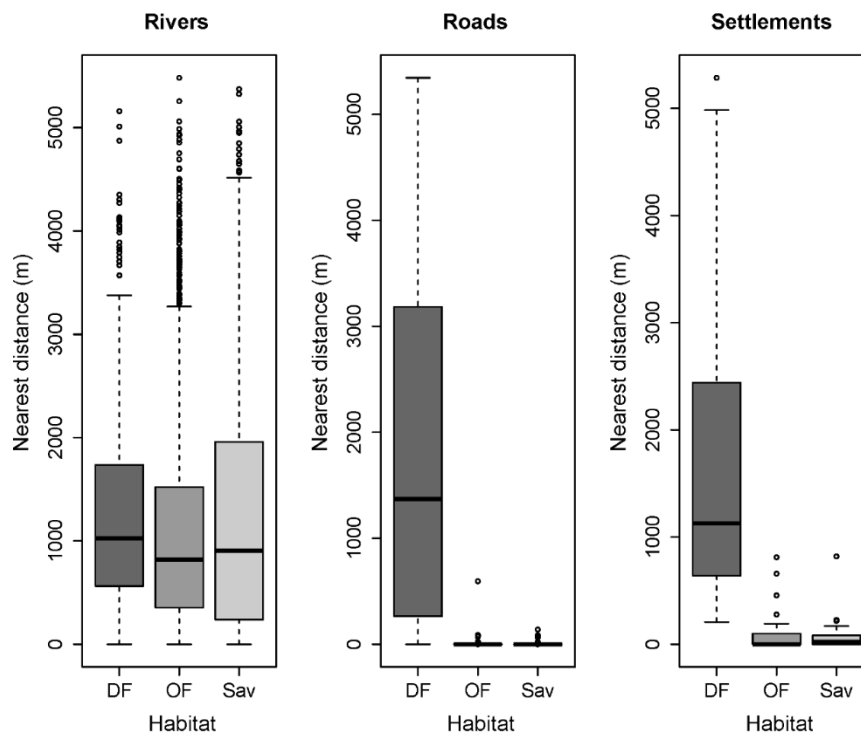 Rivers
Nearest distance (m)
5000
4000
3000
2000
1000
0
DF OF Sav
Habitat
Roads
Nearest distance (m)
5000
4000
3000
2000
1000
0
DF OF Sav
Habitat
Settlements
Nearest distance (m)
5000
4000
3000
2000
1000
0
DF OF Sav
Habitat